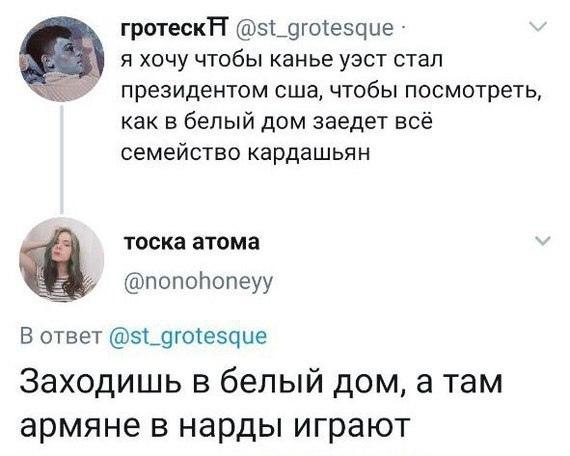 гротеск⛩ @st_grotesque ·
я хочу чтобы канье уэст стал
президентом сша, чтобы посмотреть,
как в белый дом заедет всё
семейство кардашьян
тоска атома
@nonohoneyy
В ответ @st_grotesque
Заходишь в белый дом, а там
армяне в нарды играют